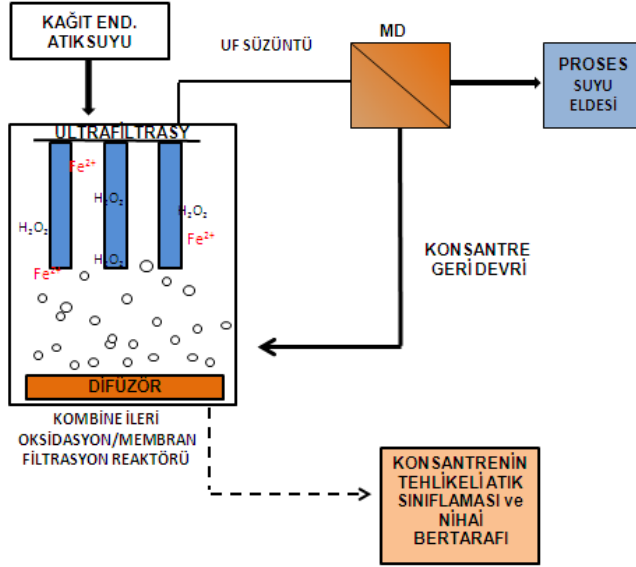 KAĞIT END.
ATIK SUYU
UF SÜZÜNTÜ
MD
PROSES
SUYU
ELDESİ
ULTRAFİLTRASY
Fe²⁺
H₂O₂
H₂O₂
H₂O₂
Fe²⁺
H₂O₂
Fe²⁺
KONSANTRE
GERİ DEVRİ
DİFÜZÖR
KOMBİNE İLERİ
OKSİDASYON/MEMBRAN
FİLTRASYON REAKTÖRÜ
KONSANTRENİN
TEHLİKELİ ATIK
SINIFLAMASI ve
NİHAİ
BERTARAFI